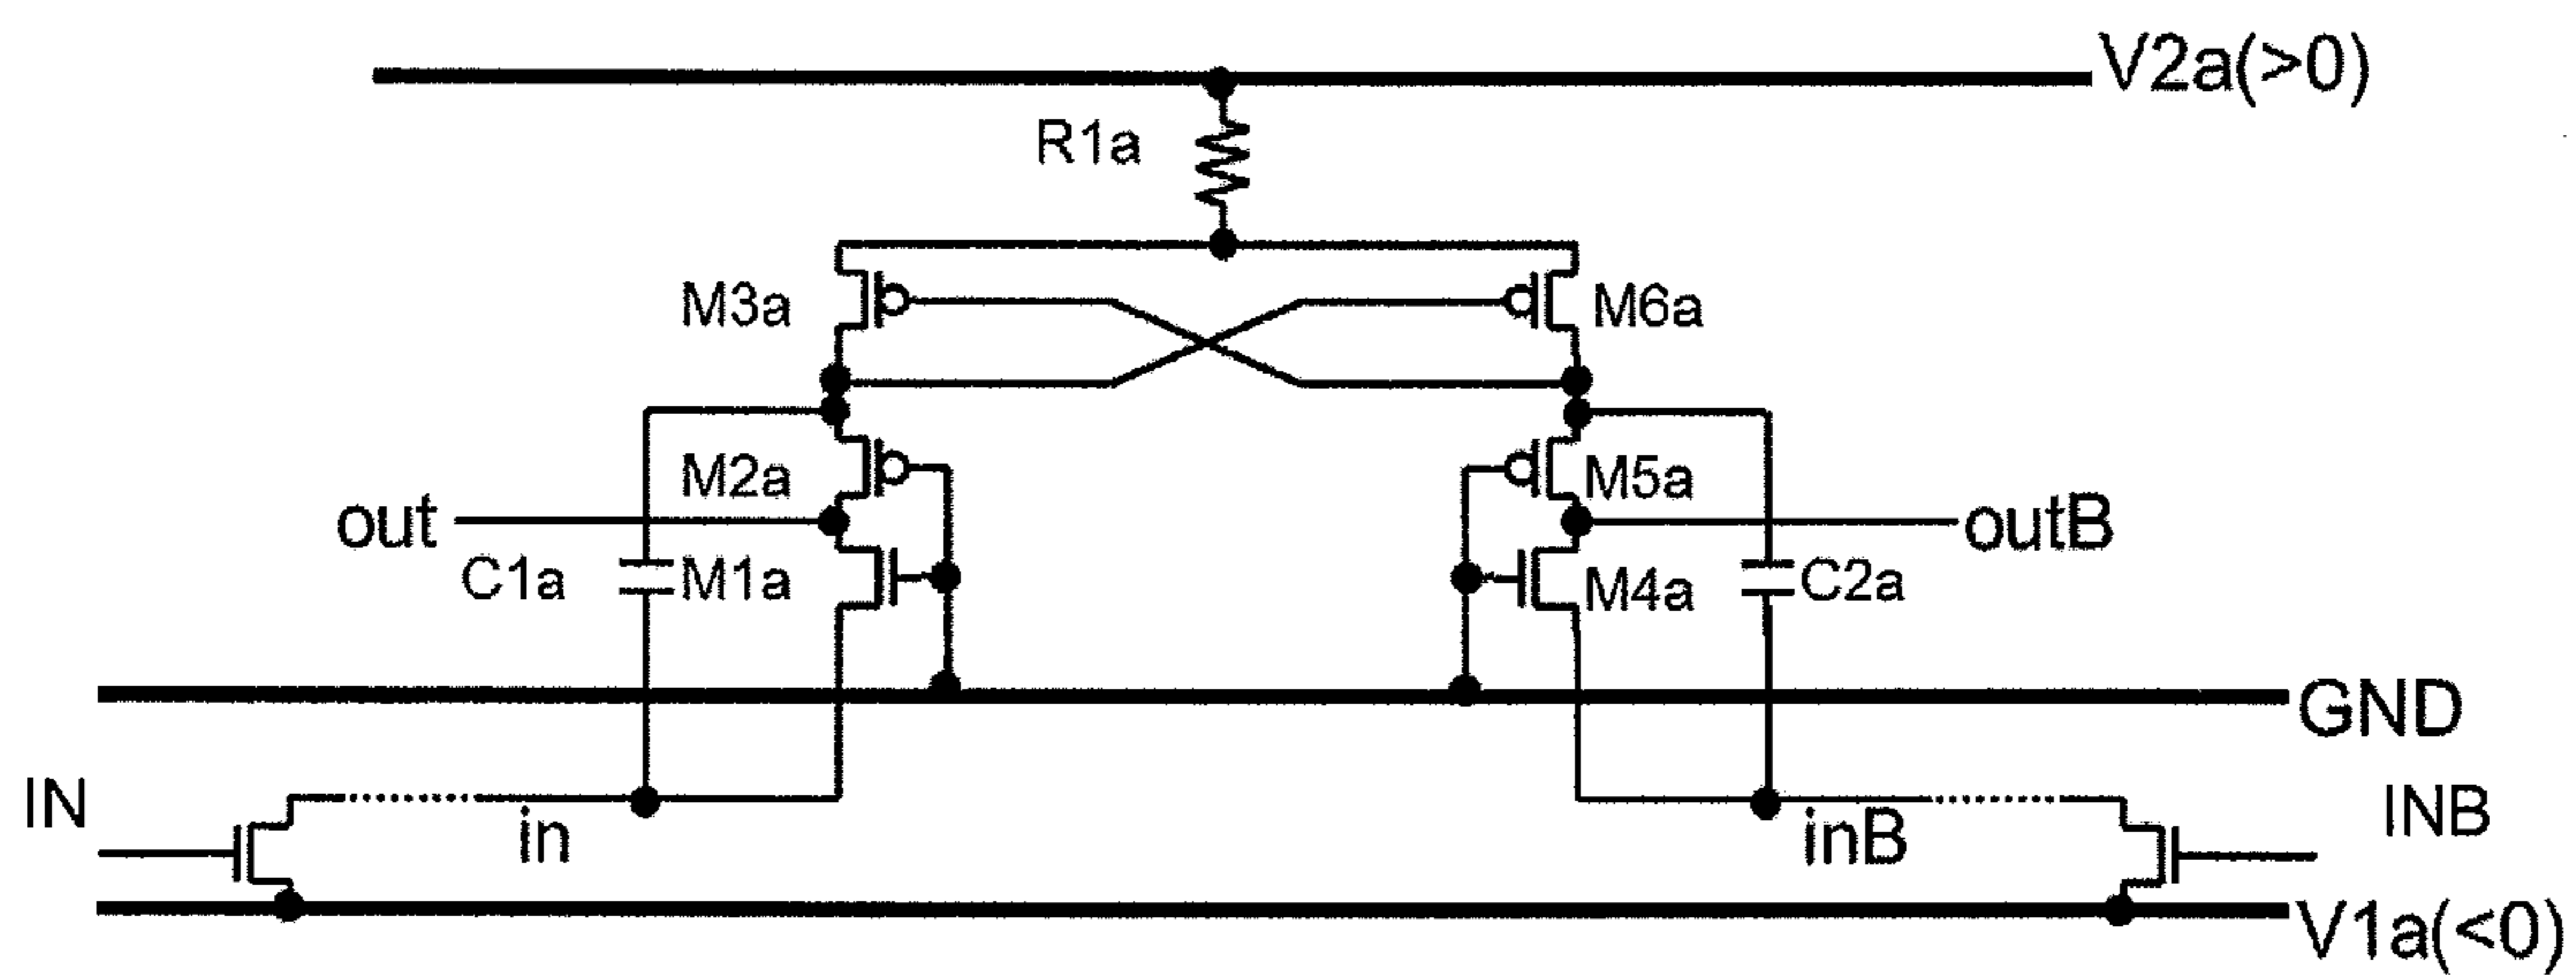 V2a(>0)
R1a
M3a
M6a
M2a
M5a
out
outB
C1a
M1a
M4a
C2a
GND
IN
in
inB
INB
V1a(<0)